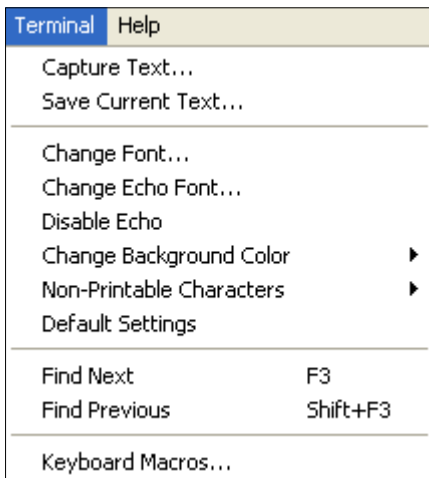 Terminal Help
Capture Text...
Save Current Text...
Change Font...
Change Echo Font...
Disable Echo
Change Background Color
Non-Printable Characters
Default Settings
Find Next F3
Find Previous Shift+F3
Keyboard Macros...